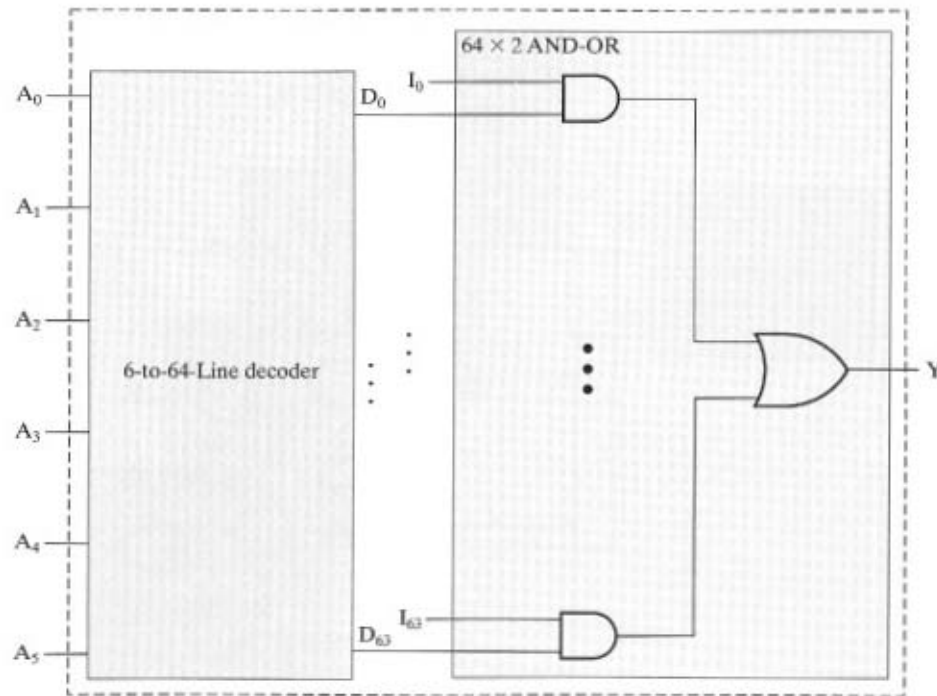 64 × 2 AND-OR
A₀
D₀
I₀
A₁
A₂
6-to-64-Line decoder
Y
A₃
A₄
I₆₃
D₆₃
A₅